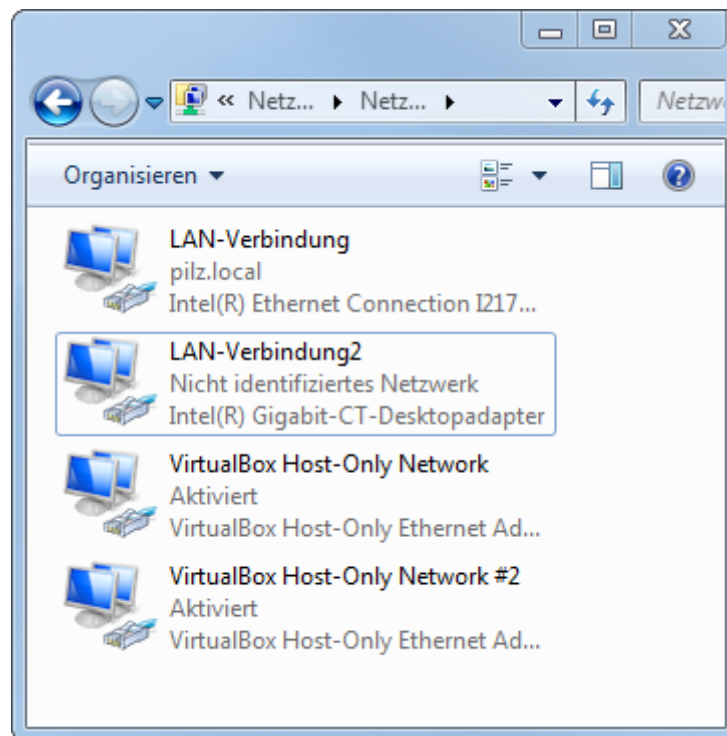 « Netz... Netz...
Netzw
Organisieren
LAN-Verbindung
pilz.local
Intel(R) Ethernet Connection I217...
LAN-Verbindung2
Nicht identifiziertes Netzwerk
Intel(R) Gigabit-CT-Desktopadapter
VirtualBox Host-Only Network
Aktiviert
VirtualBox Host-Only Ethernet Ad...
VirtualBox Host-Only Network #2
Aktiviert
VirtualBox Host-Only Ethernet Ad...